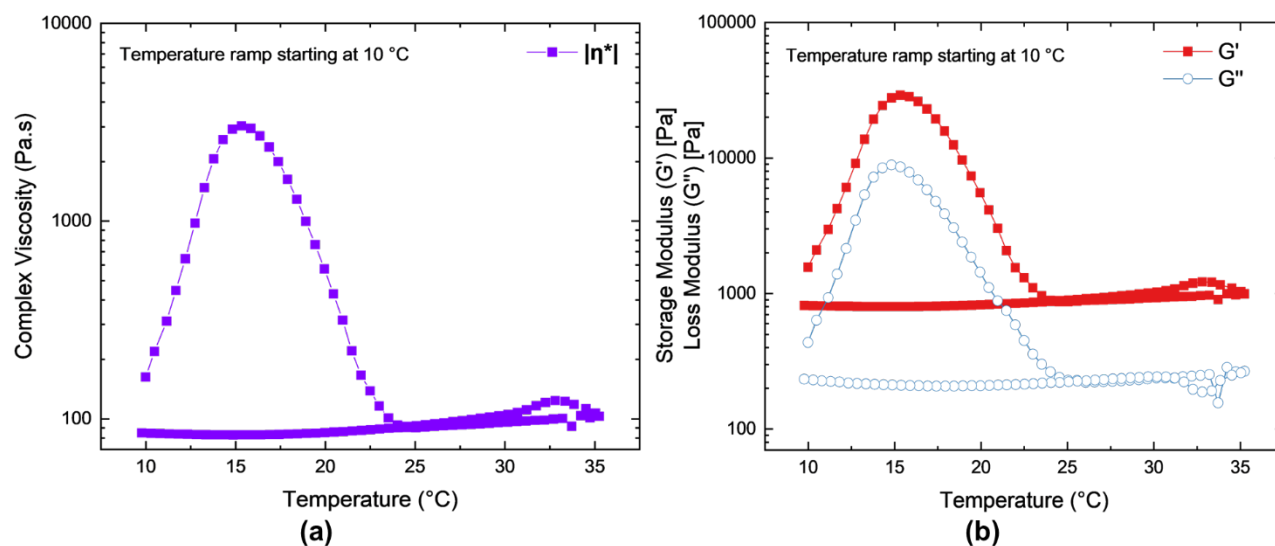 10000
1000
100
Complex Viscosity (Pa.s)
Temperature ramp starting at 10 °C
|η*|
10 15 20 25 30 35
Temperature (°C)
(a)
100000
10000
1000
100
Storage Modulus (G') [Pa]
Loss Modulus (G'') [Pa]
Temperature ramp starting at 10 °C
G'
G''
10 15 20 25 30 35
Temperature (°C)
(b)